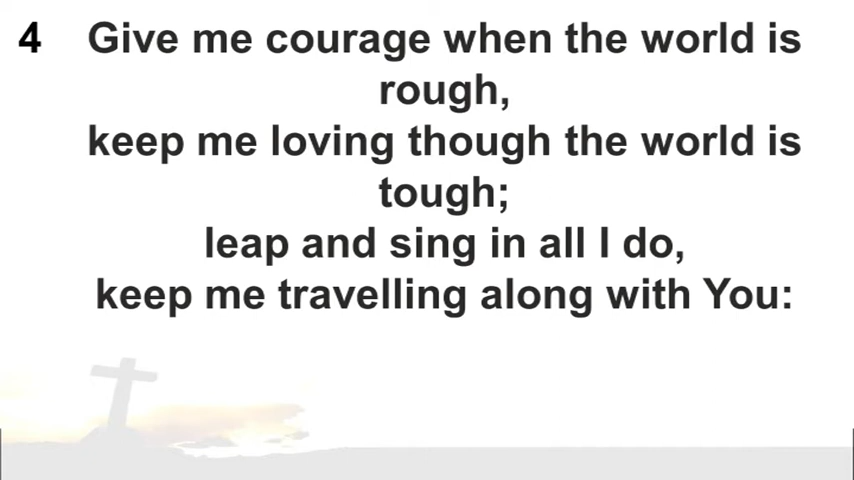 4 Give me courage when the world is
rough,
keep me loving though the world is
tough;
leap and sing in all I do,
keep me travelling along with You: